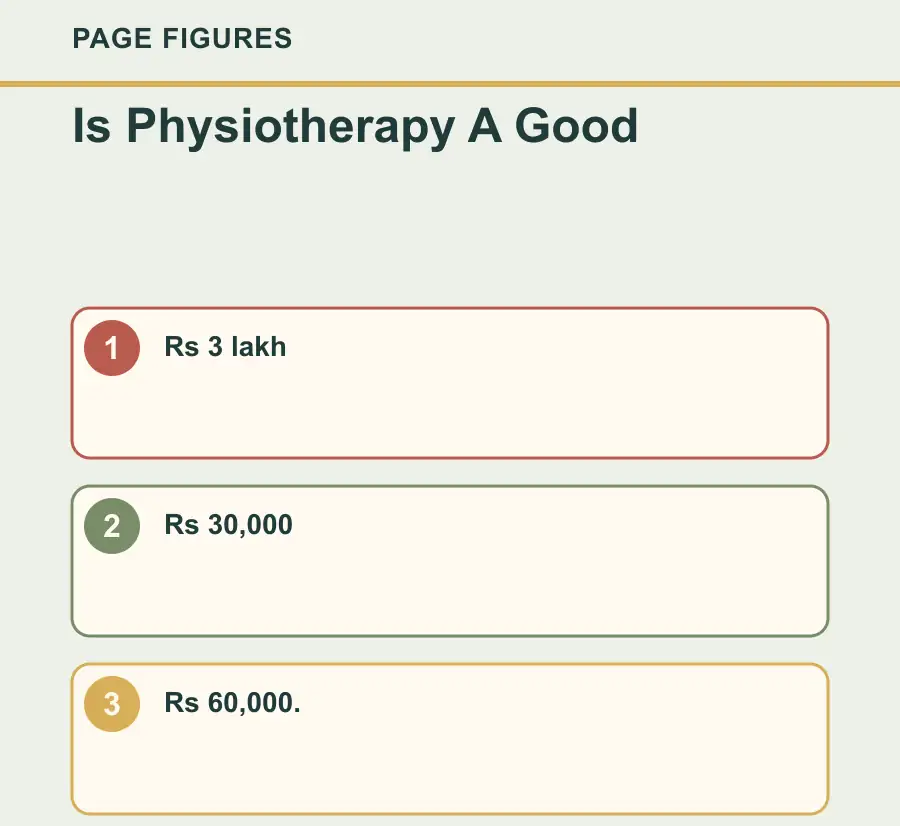 PAGE FIGURES
Is Physiotherapy A Good
1
Rs 3 lakh
2
Rs 30,000
3
Rs 60,000.